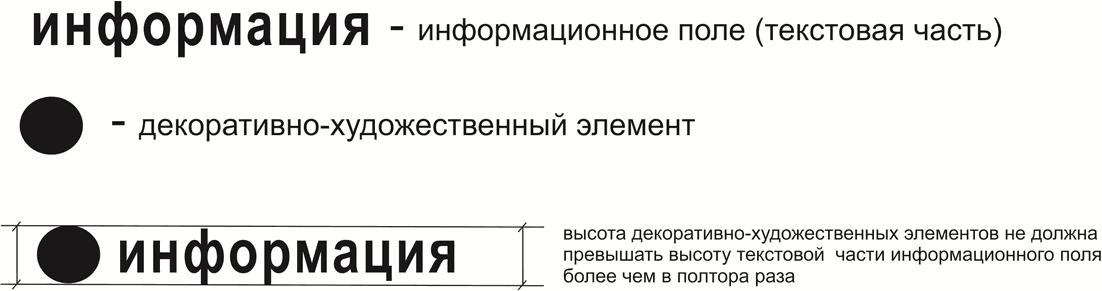 информация - информационное поле (текстовая часть)
- декоративно-художественный элемент
информация
высота декоративно-художественных элементов не должна
превышать высоту текстовой части информационного поля
более чем в полтора раза